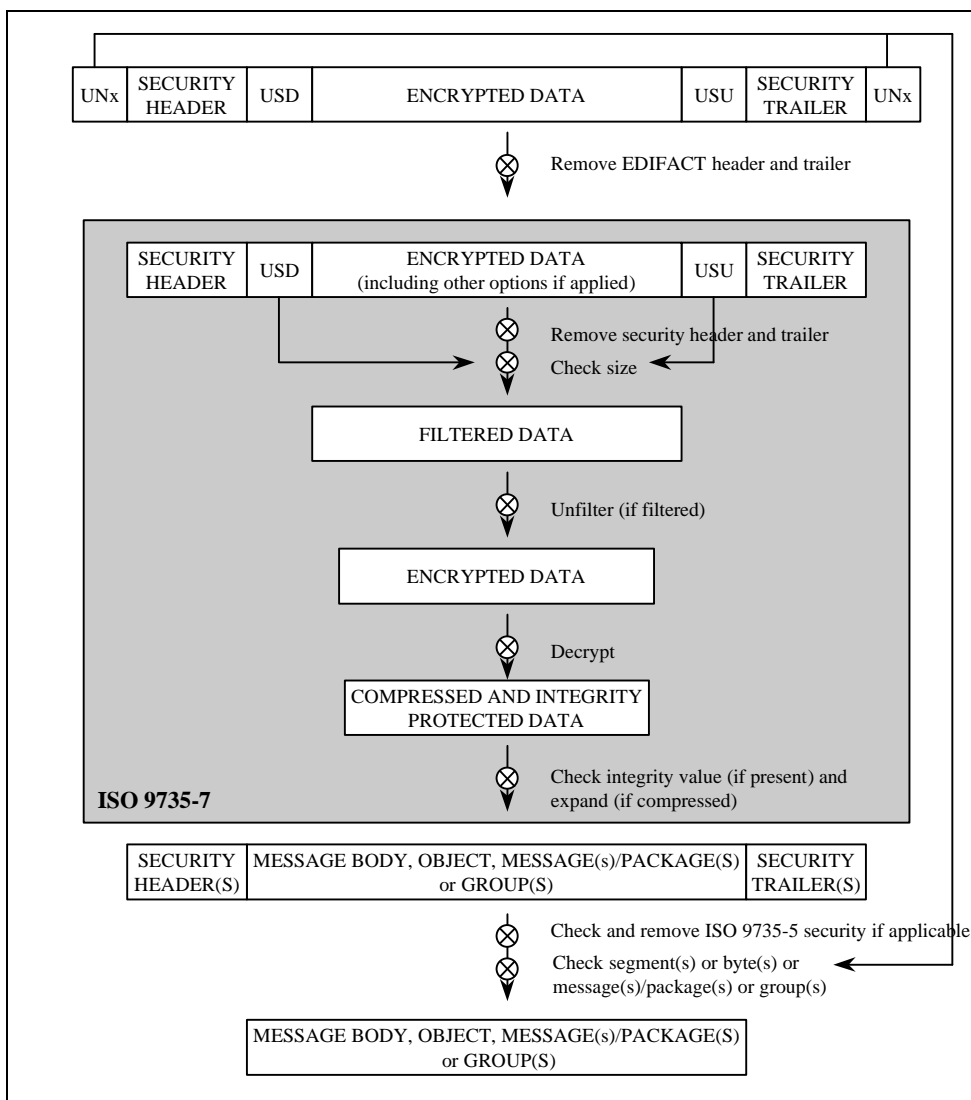 UNx
SECURITY
HEADER
USD
ENCRYPTED DATA
USU
SECURITY
TRAILER
UNx
Remove EDIFACT header and trailer
SECURITY
HEADER
USD
ENCRYPTED DATA
(including other options if applied)
USU
SECURITY
TRAILER
Remove security header and trailer
Check size
FILTERED DATA
Unfilter (if filtered)
ENCRYPTED DATA
Decrypt
COMPRESSED AND INTEGRITY
PROTECTED DATA
Check integrity value (if present) and
expand (if compressed)
ISO 9735-7
SECURITY
HEADER(S)
MESSAGE BODY, OBJECT, MESSAGE(s)/PACKAGE(S)
or GROUP(S)
SECURITY
TRAILER(S)
Check and remove ISO 9735-5 security if applicable
Check segment(s) or byte(s) or
message(s)/package(s) or group(s)
MESSAGE BODY, OBJECT, MESSAGE(s)/PACKAGE(S)
or GROUP(S)